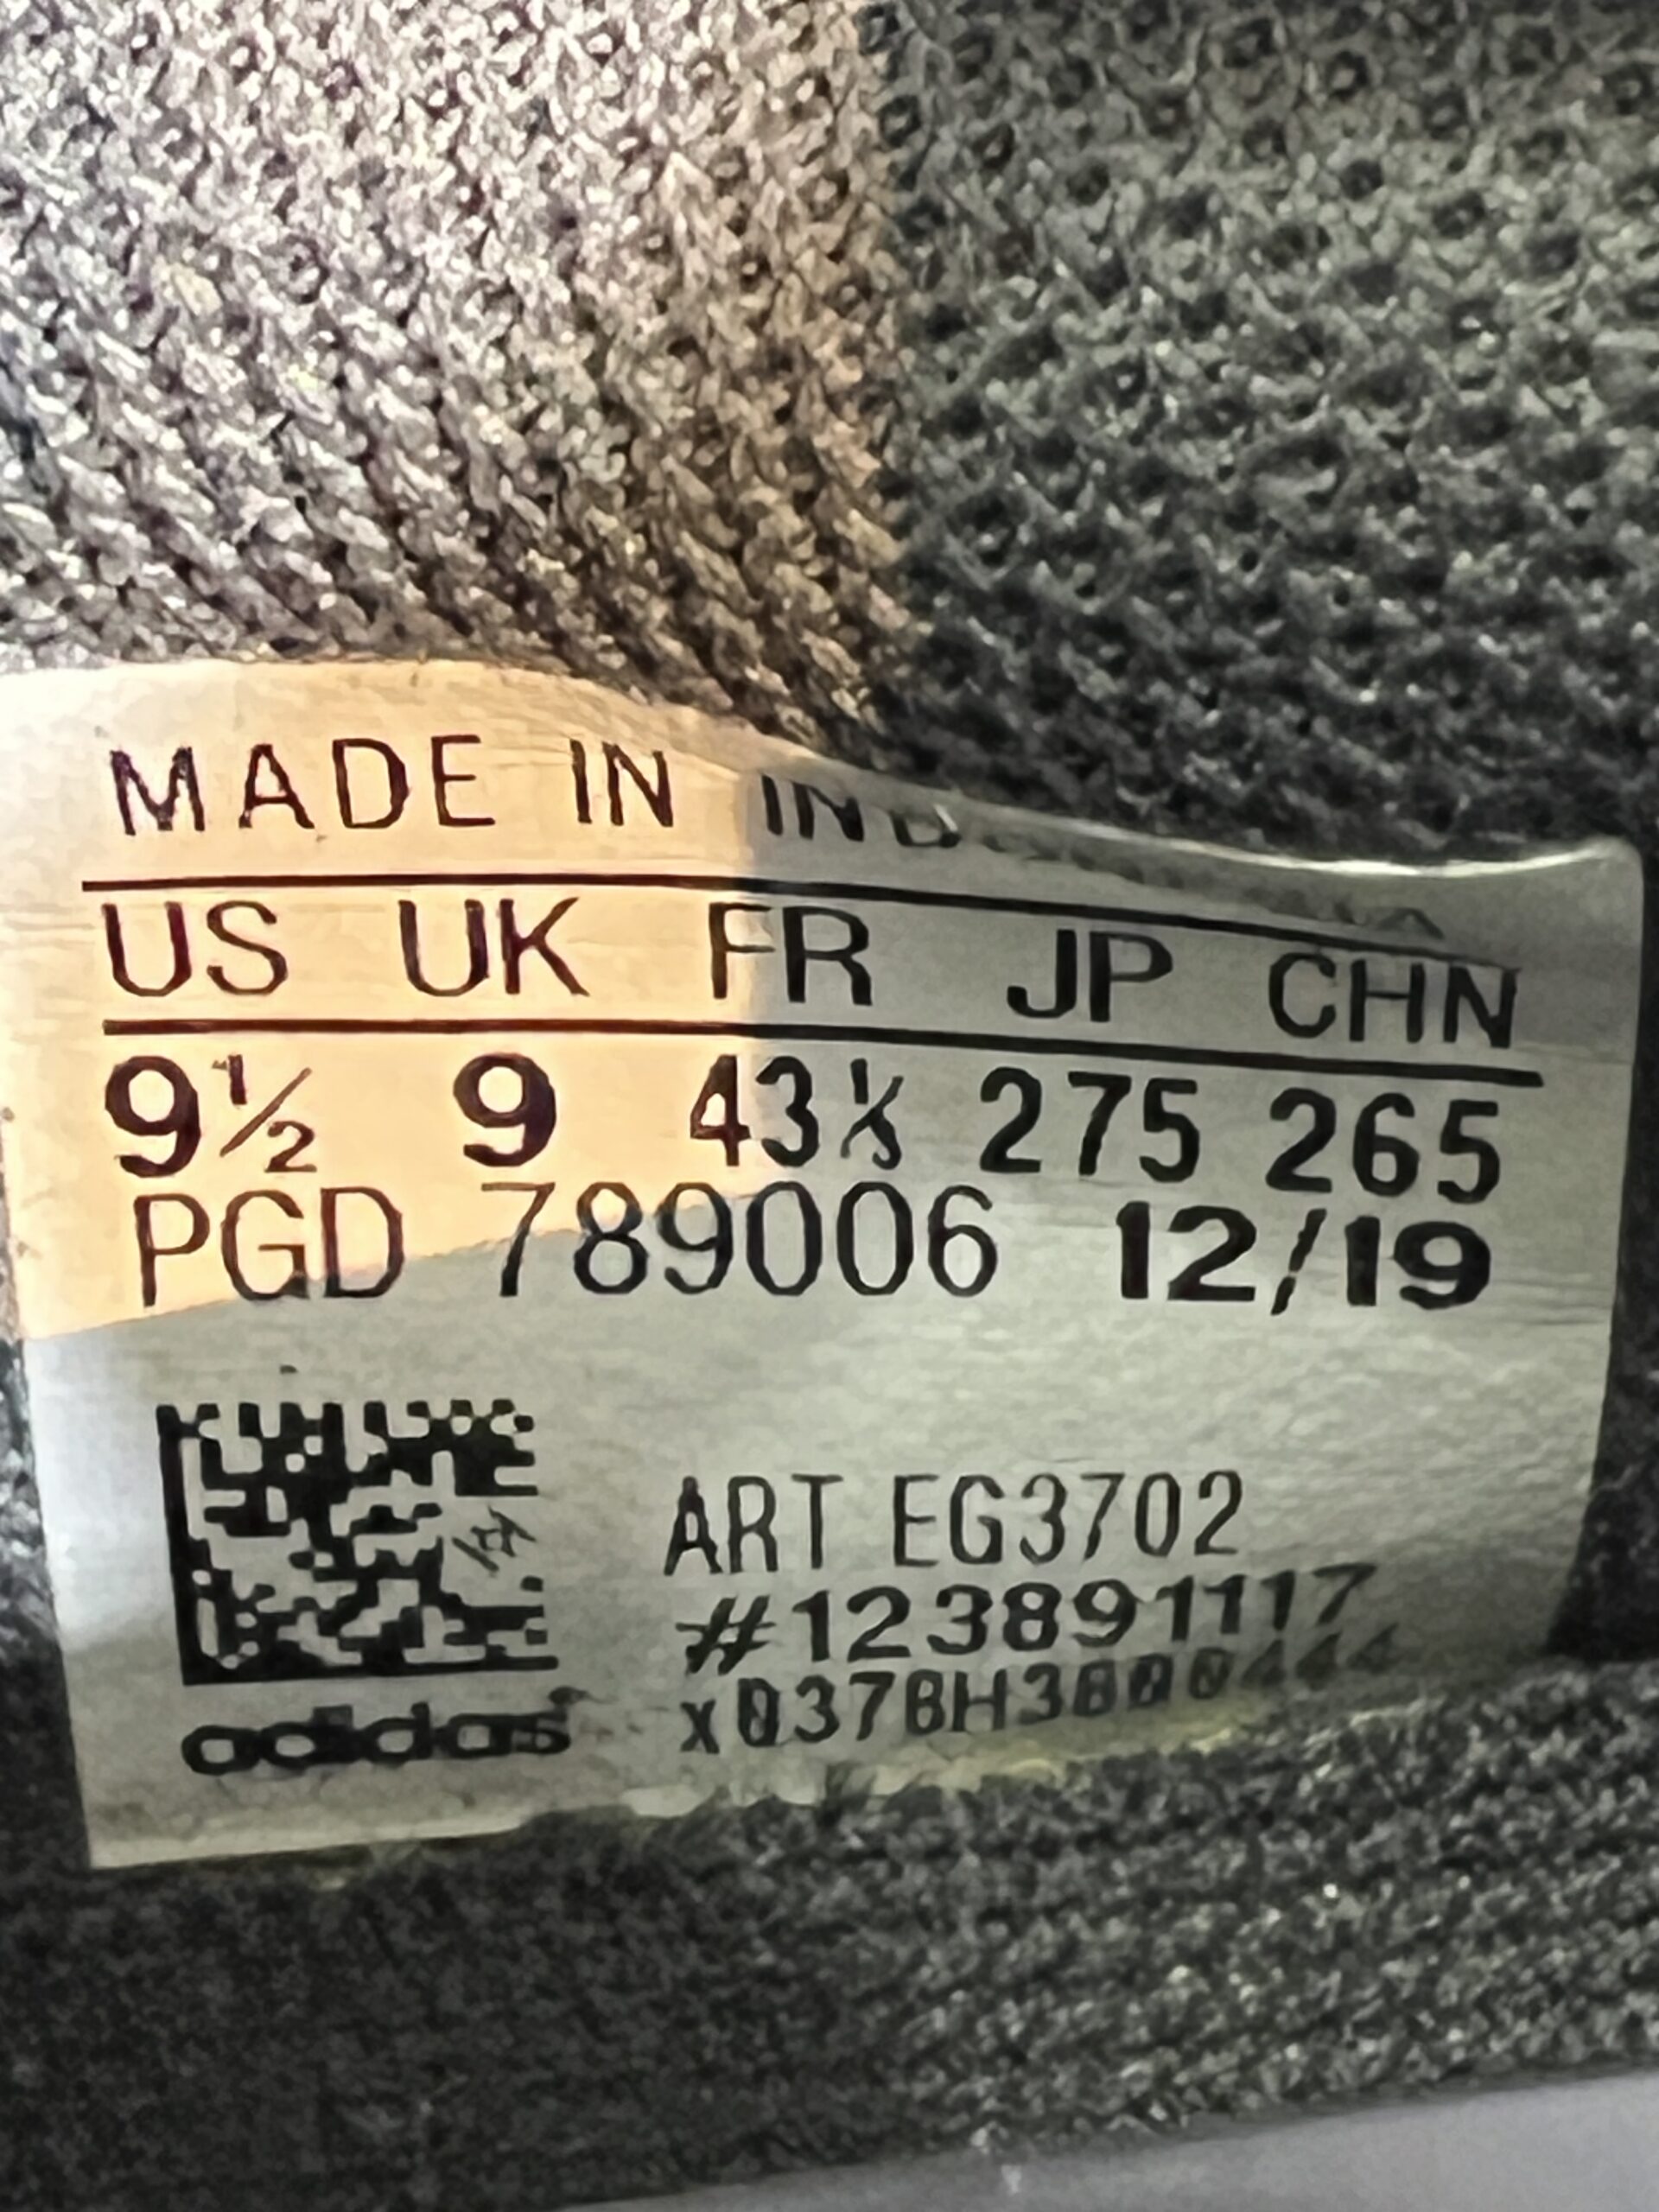 MADE IN
US UK FR JP CHN
9½ 9 43⅓ 275 265
PGD 789006 12/19
ART EG3702
#123891117
adidas